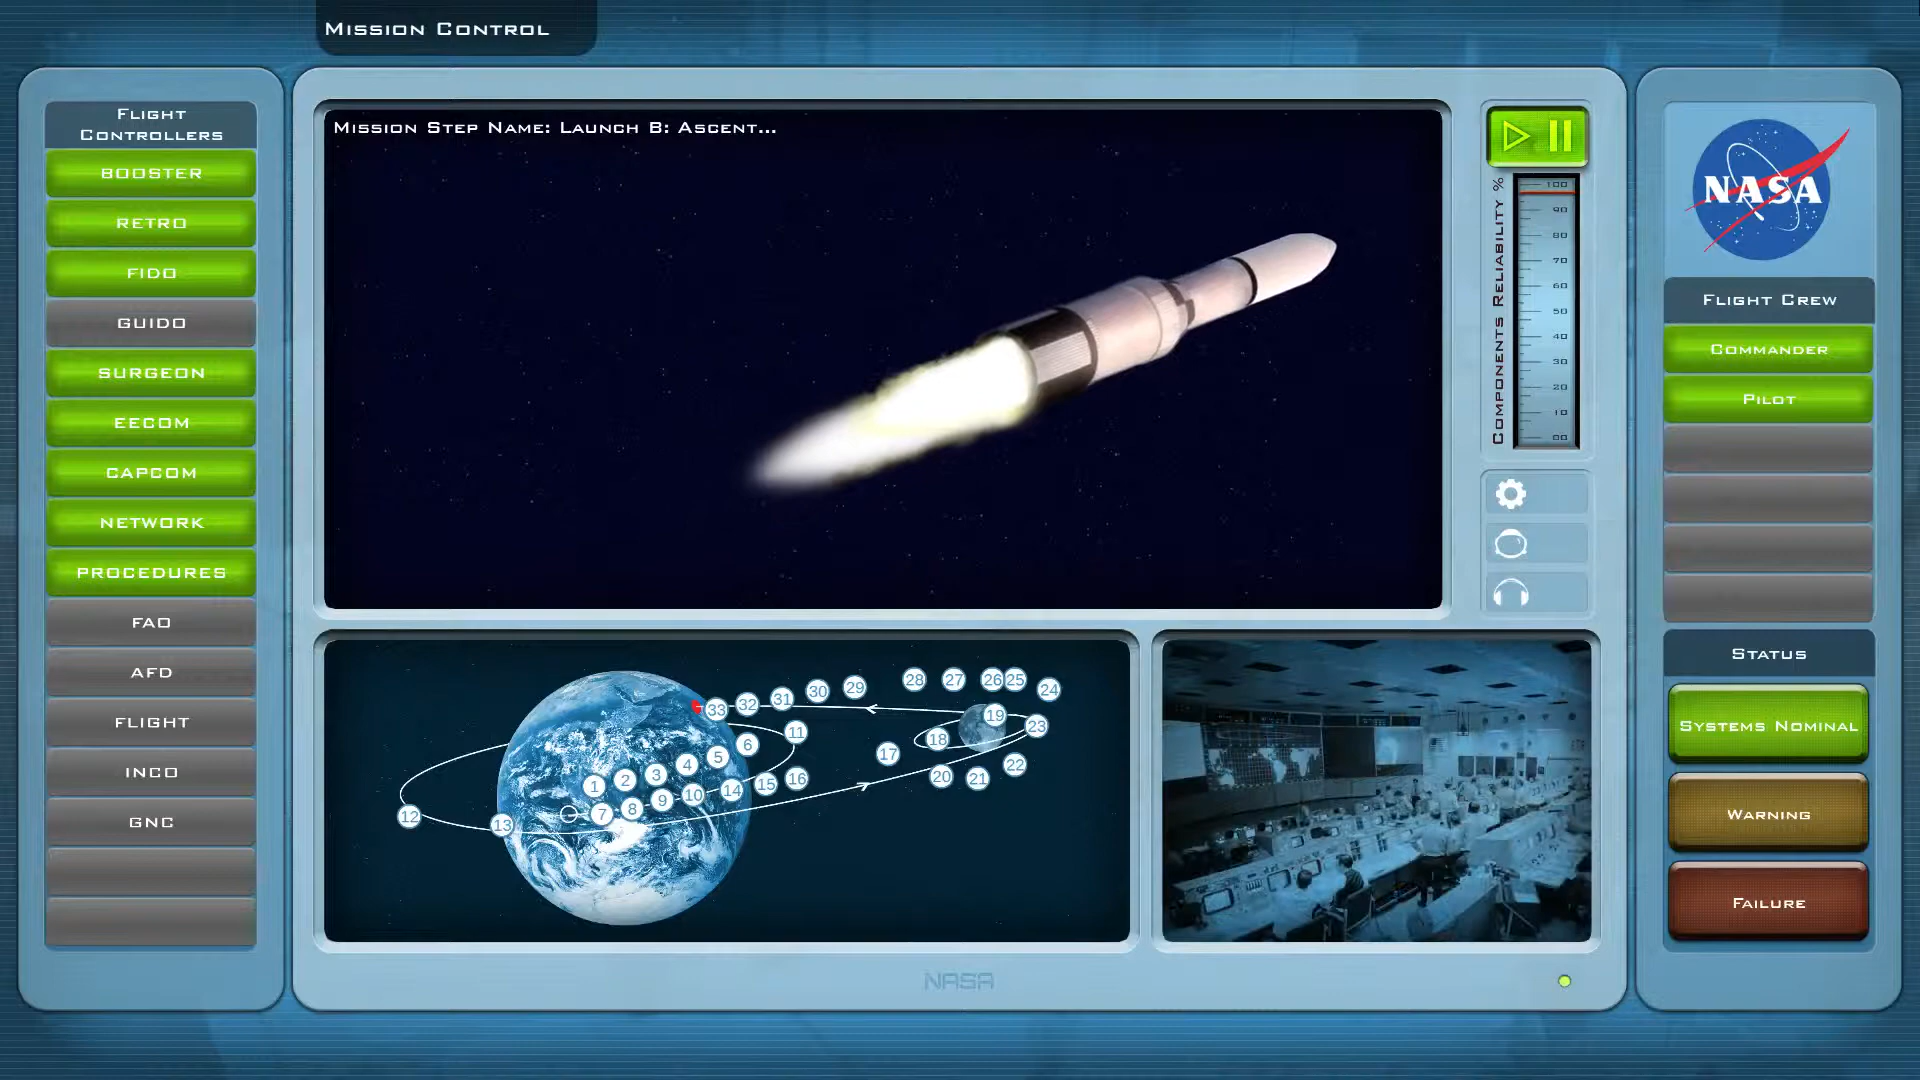 Mission Control
Flight
Controllers
BOOSTER
RETRO
FIDO
GUIDO
SURGEON
EECOM
CAPCOM
NETWORK
PROCEDURES
FAO
AFD
FLIGHT
INCO
GNC
Mission Step Name: Launch B: Ascent...
Components Reliability %
100
90
80
70
60
50
40
30
20
10
00
28 27 26 25 24
33 32 31 30 29
19 23
18
11
6
5
4
3
2
1
17
22
21
20
16
15
14
10
9
8
7
12
13
NASA
NASA
Flight Crew
Commander
Pilot
Status
Systems Nominal
Warning
Failure